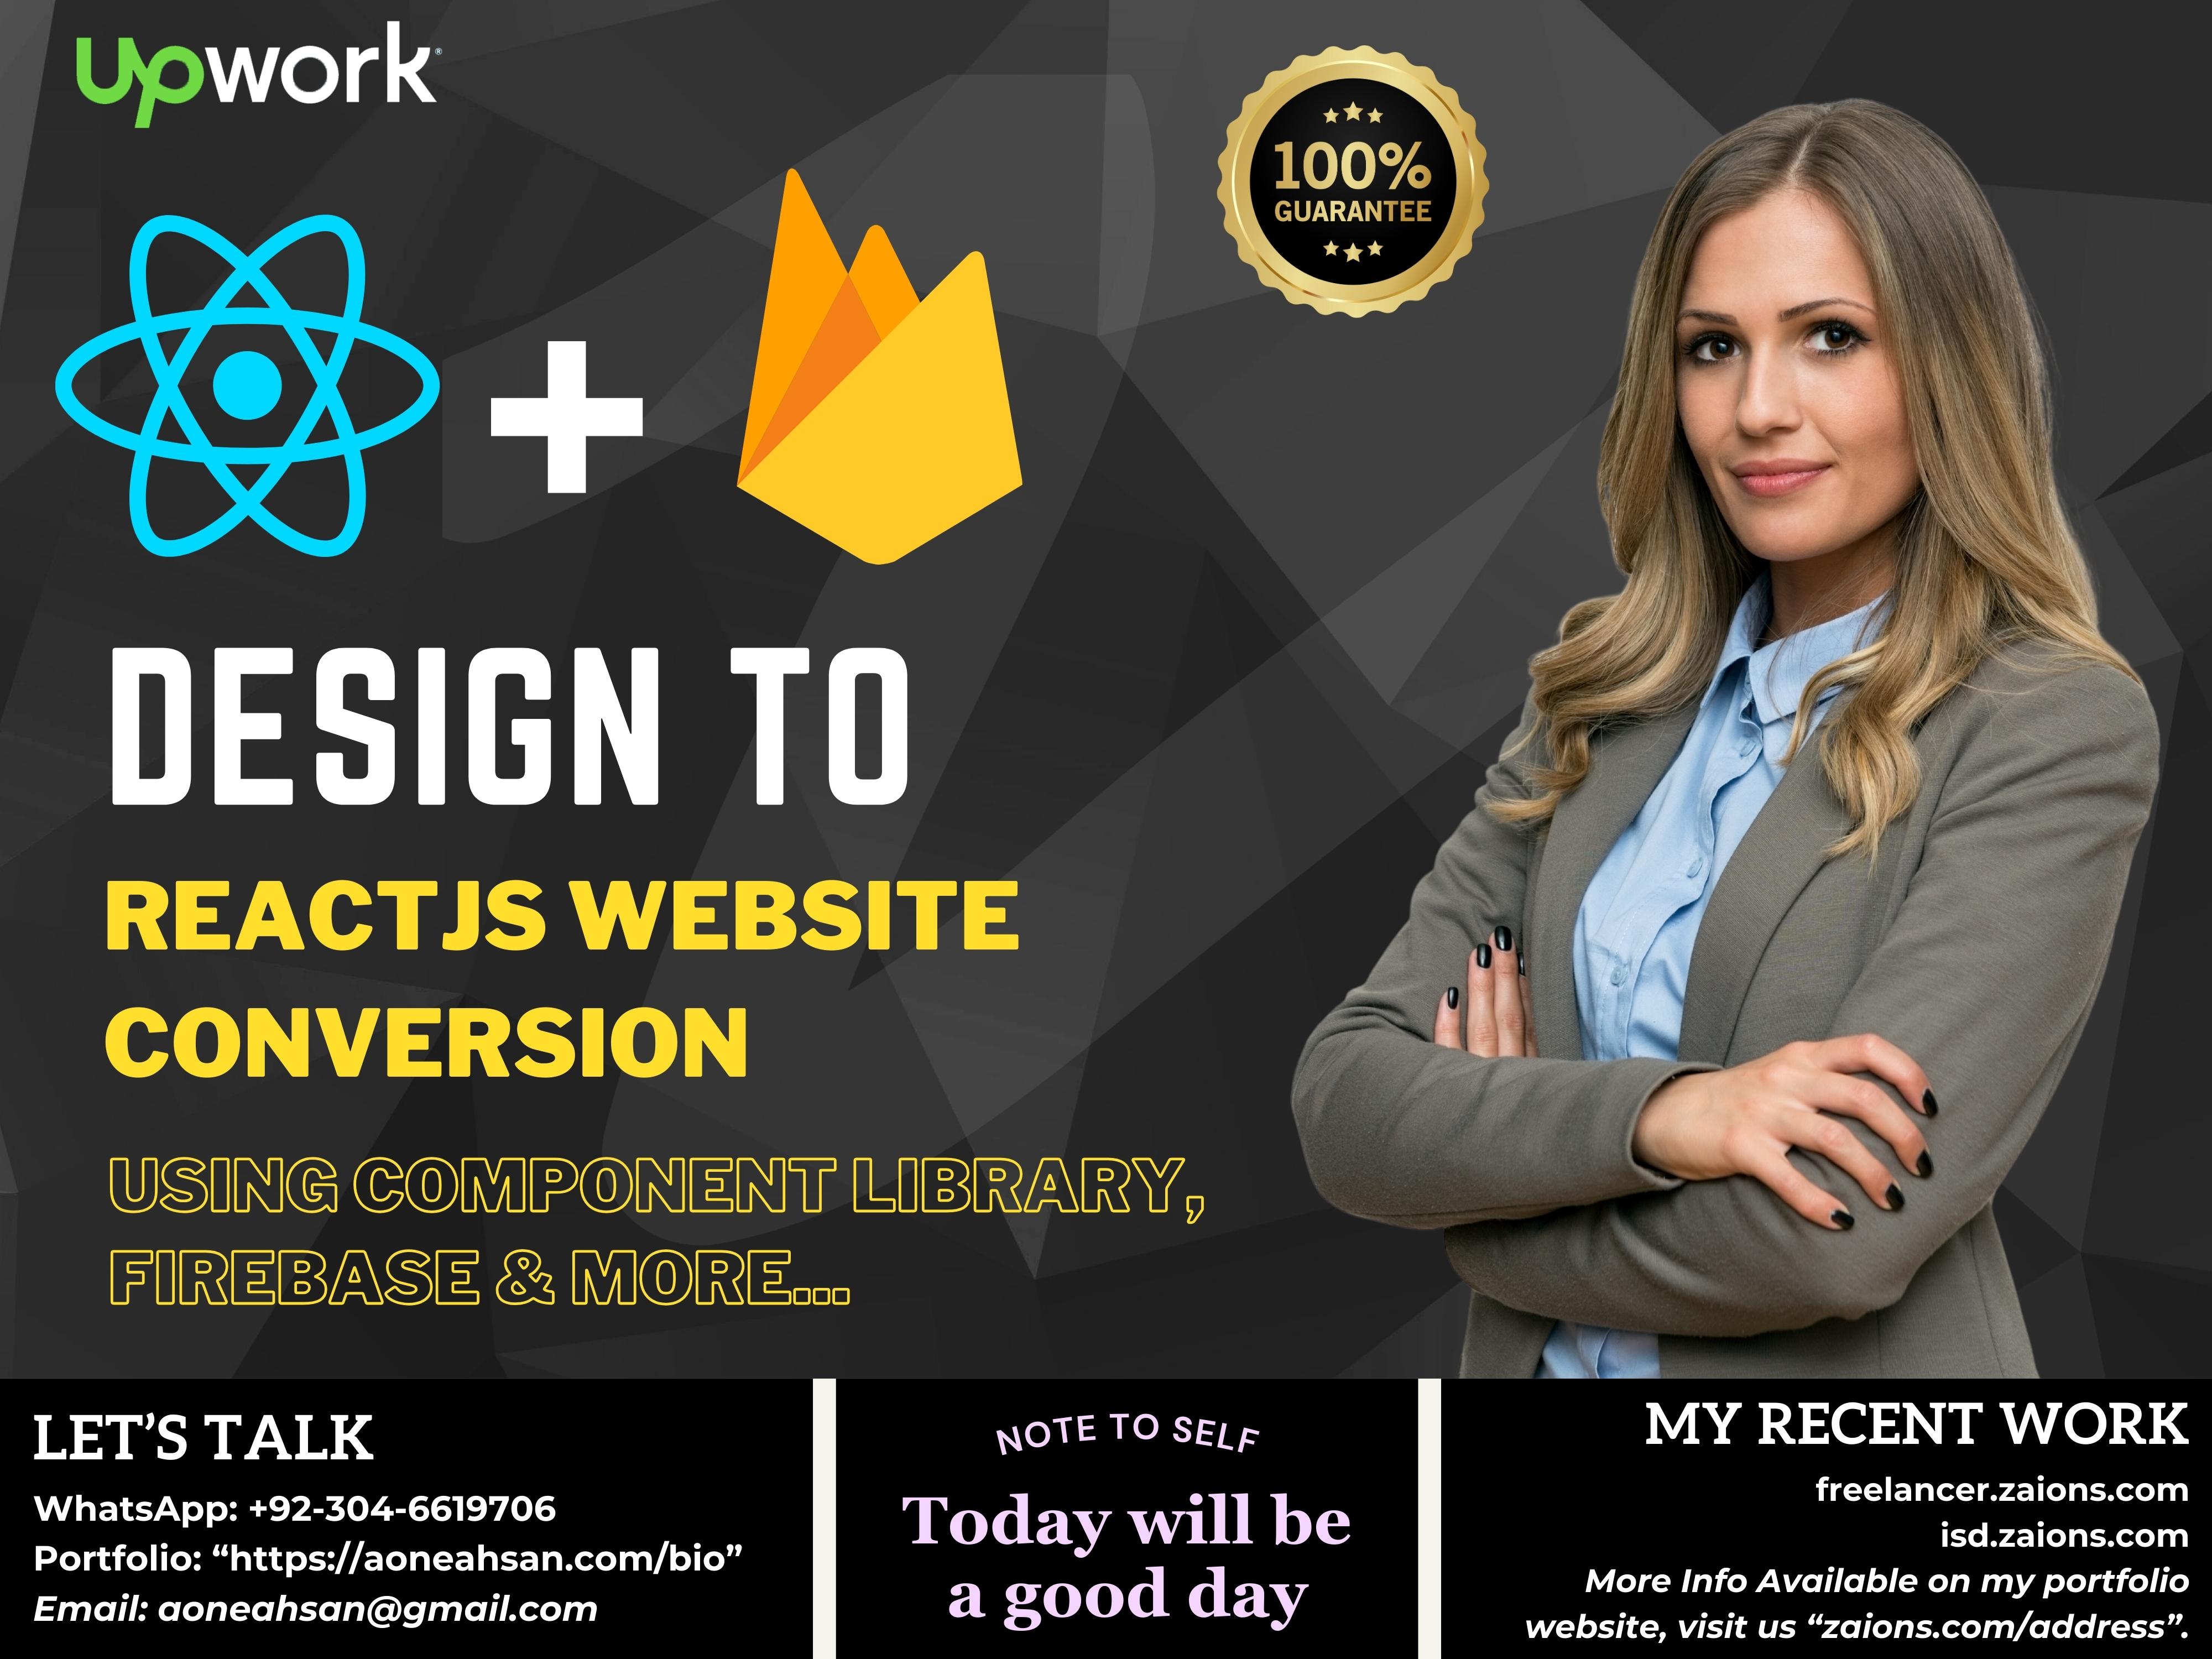 upwork®
100%
GUARANTEE
DESIGN TO
REACTJS WEBSITE
CONVERSION
USING COMPONENT LIBRARY,
FIREBASE & MORE...
LET’S TALK
WhatsApp: +92-304-6619706
Portfolio: “https://aoneahsan.com/bio”
Email: aoneahsan@gmail.com
NOTE TO SELF
Today will be
a good day
MY RECENT WORK
freelancer.zaions.com
isd.zaions.com
More Info Available on my portfolio
website, visit us “zaions.com/address”.